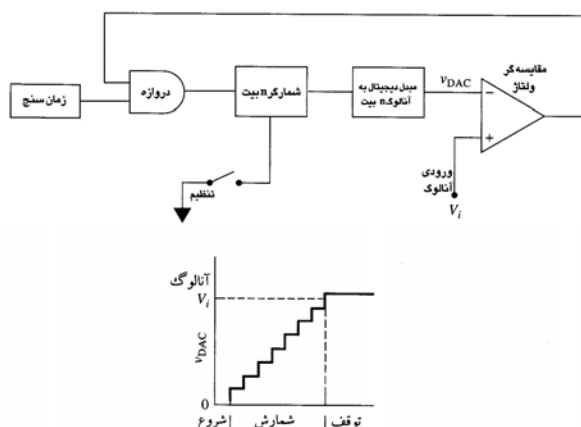 مقایسه‌گر
ولتاژ
زمان سنج
دروازه
شمارگر n بیت
مبدل دیجیتال به
آنالوگ n بیت
vDAC
−
+
تنظیم
ورودی
آنالوگ
Vi
آنالوگ
Vi
vDAC
0
شروع | شمارش | توقف